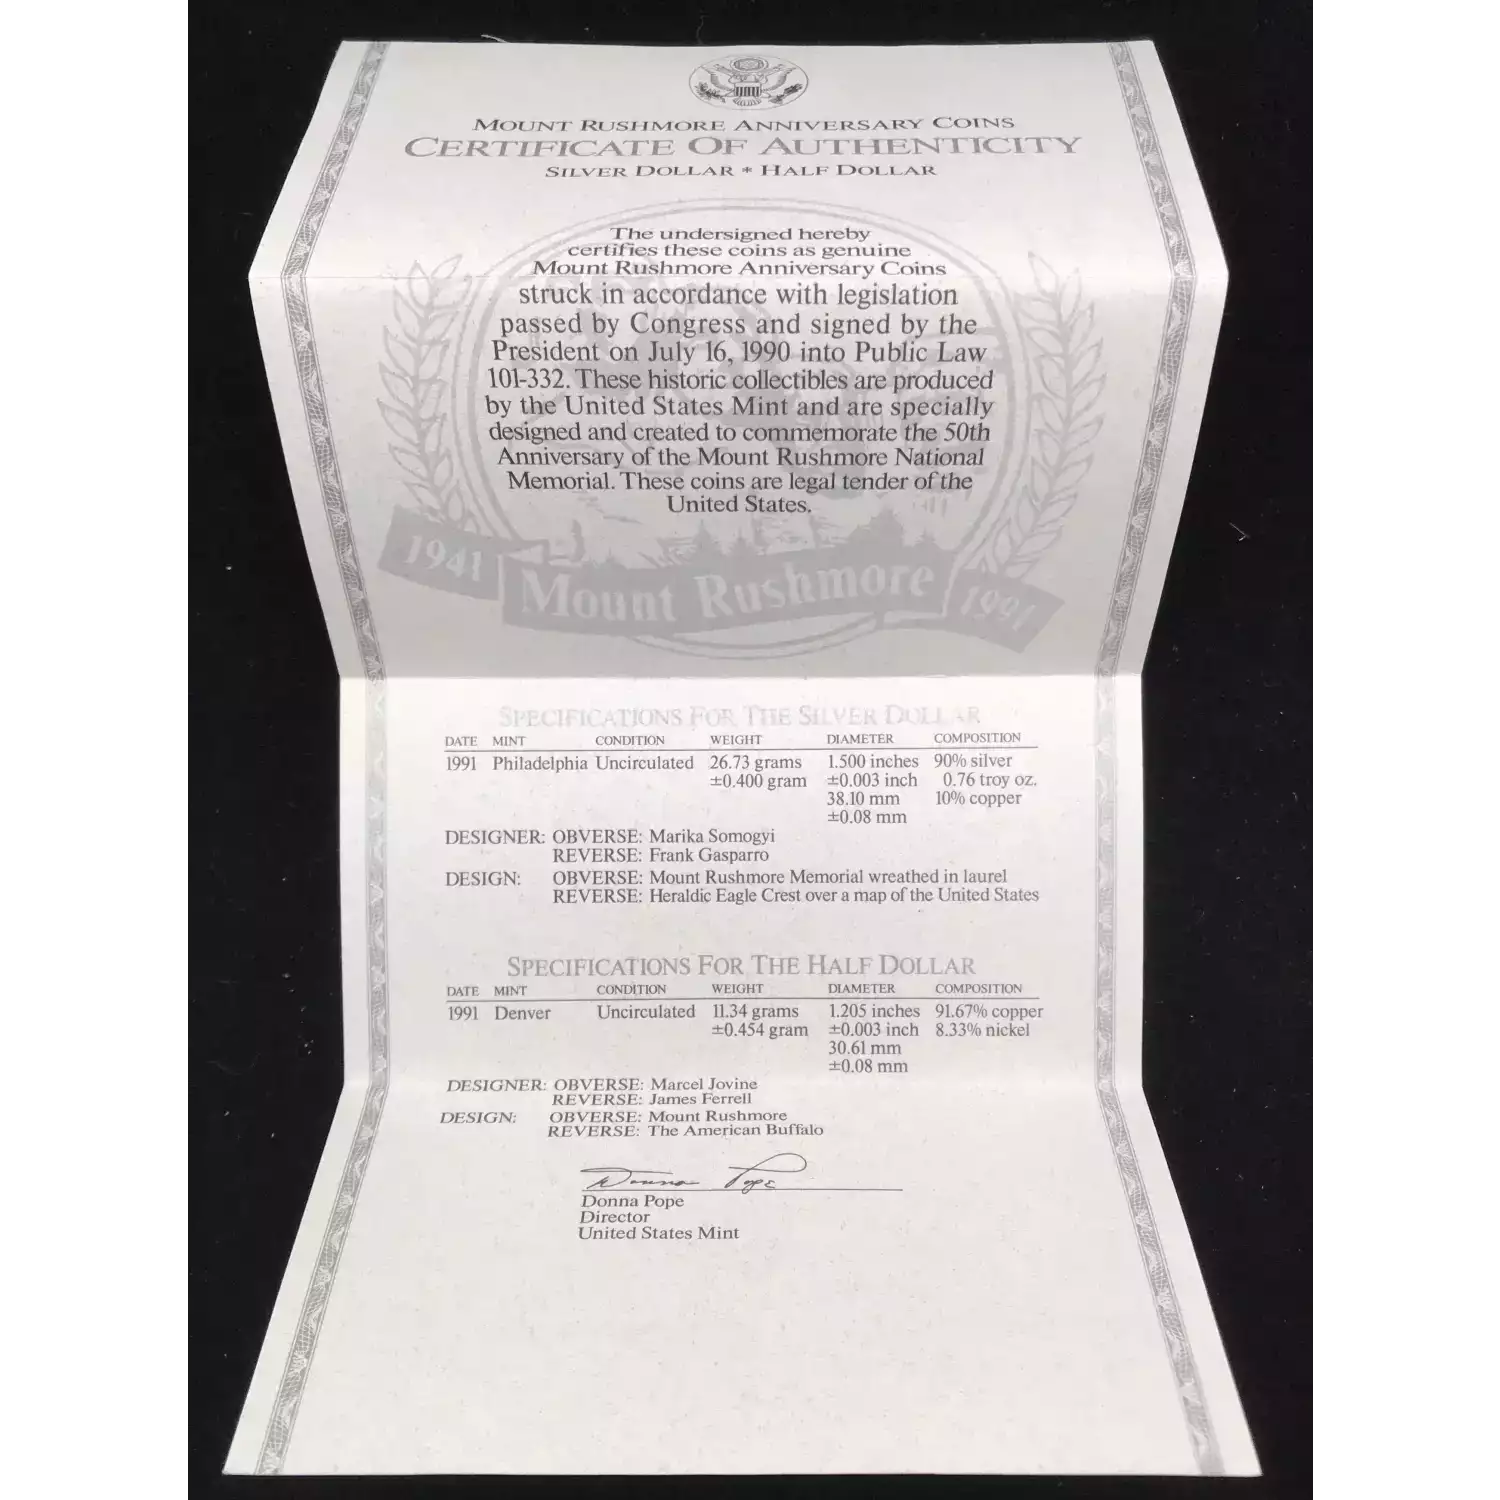 MOUNT RUSHMORE ANNIVERSARY COINS
CERTIFICATE OF AUTHENTICITY
SILVER DOLLAR * HALF DOLLAR
The undersigned hereby
certifies these coins as genuine
Mount Rushmore Anniversary Coins
struck in accordance with legislation
passed by Congress and signed by the
President on July 16, 1990 into Public Law
101-332. These historic collectibles are produced
by the United States Mint and are specially
designed and created to commemorate the 50th
Anniversary of the Mount Rushmore National
Memorial. These coins are legal tender of the
United States.
1941 Mount Rushmore 1991
SPECIFICATIONS FOR THE SILVER DOLLAR
DATE MINT CONDITION WEIGHT DIAMETER COMPOSITION
1991 Philadelphia Uncirculated 26.73 grams 1.500 inches 90% silver
±0.400 gram ±0.003 inch 0.76 troy oz.
38.10 mm 10% copper
±0.08 mm
DESIGNER: OBVERSE: Marika Somogyi
REVERSE: Frank Gasparro
DESIGN: OBVERSE: Mount Rushmore Memorial wreathed in laurel
REVERSE: Heraldic Eagle Crest over a map of the United States
SPECIFICATIONS FOR THE HALF DOLLAR
DATE MINT CONDITION WEIGHT DIAMETER COMPOSITION
1991 Denver Uncirculated 11.34 grams 1.205 inches 91.67% copper
±0.454 gram ±0.003 inch 8.33% nickel
30.61 mm
±0.08 mm
DESIGNER: OBVERSE: Marcel Jovine
REVERSE: James Ferrell
DESIGN: OBVERSE: Mount Rushmore
REVERSE: The American Buffalo
Donna Pope
Donna Pope
Director
United States Mint